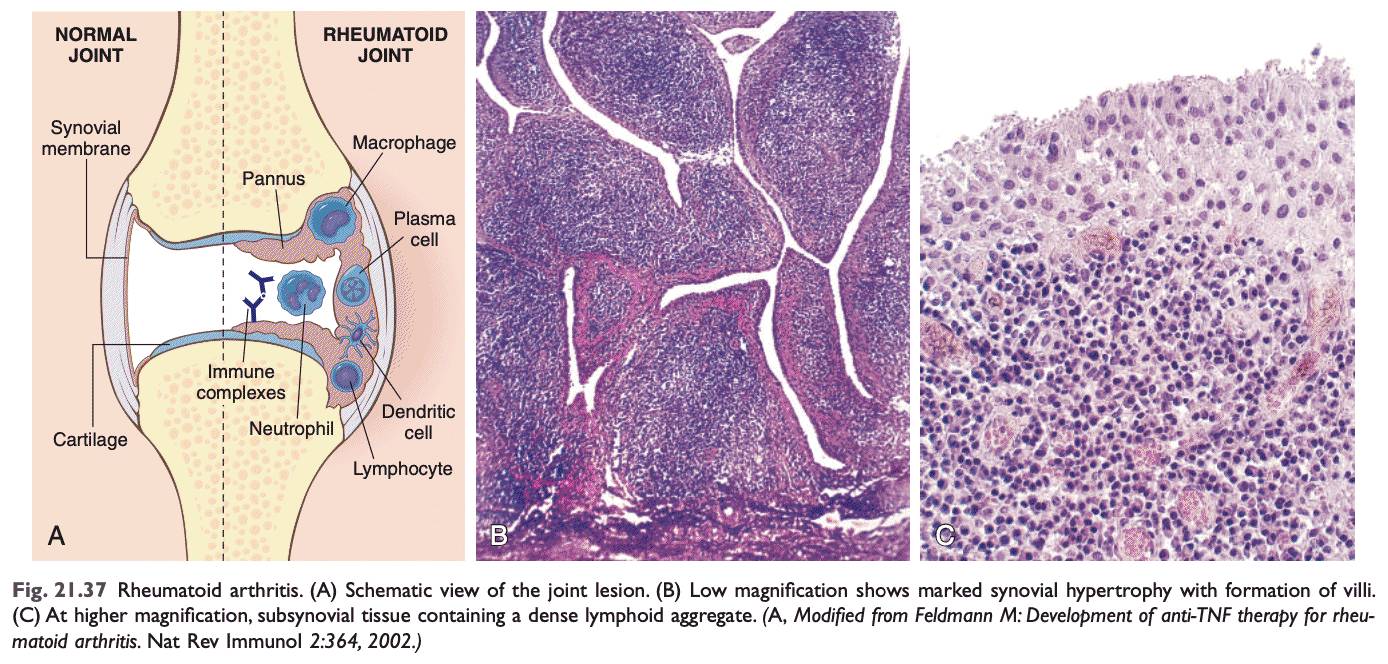 NORMAL
JOINT
RHEUMATOID
JOINT
Synovial
membrane
Macrophage
Pannus
Plasma
cell
Immune
complexes
Neutrophil
Dendritic
cell
Cartilage
Lymphocyte
A
B
C
Fig. 21.37 Rheumatoid arthritis. (A) Schematic view of the joint lesion. (B) Low magnification shows marked synovial hypertrophy with formation of villi.
(C) At higher magnification, subsynovial tissue containing a dense lymphoid aggregate. (A, Modified from Feldmann M: Development of anti-TNF therapy for rheu-
matoid arthritis. Nat Rev Immunol 2:364, 2002.)